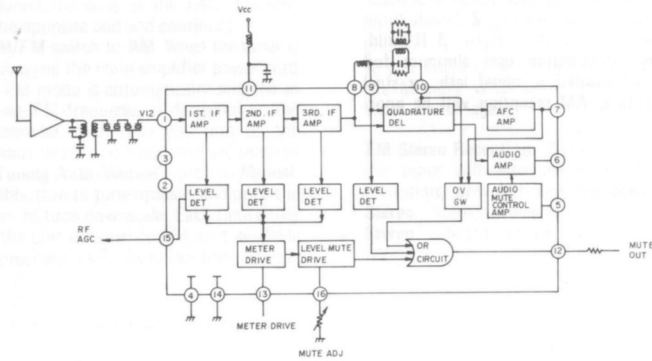 Vcc
11
8
9
10
V12
1
1ST. IF AMP
2ND. IF AMP
3RD. IF AMP
QUADRATURE DEL
AFC AMP
7
3
AUDIO AMP
6
2
LEVEL DET
LEVEL DET
LEVEL DET
LEVEL DET
OV GW
AUDIO MUTE CONTROL AMP
5
RF AGC
15
METER DRIVE
LEVEL MUTE DRIVE
OR CIRCUIT
12
MUTE OUT
4
14
13
16
METER DRIVE
MUTE ADJ